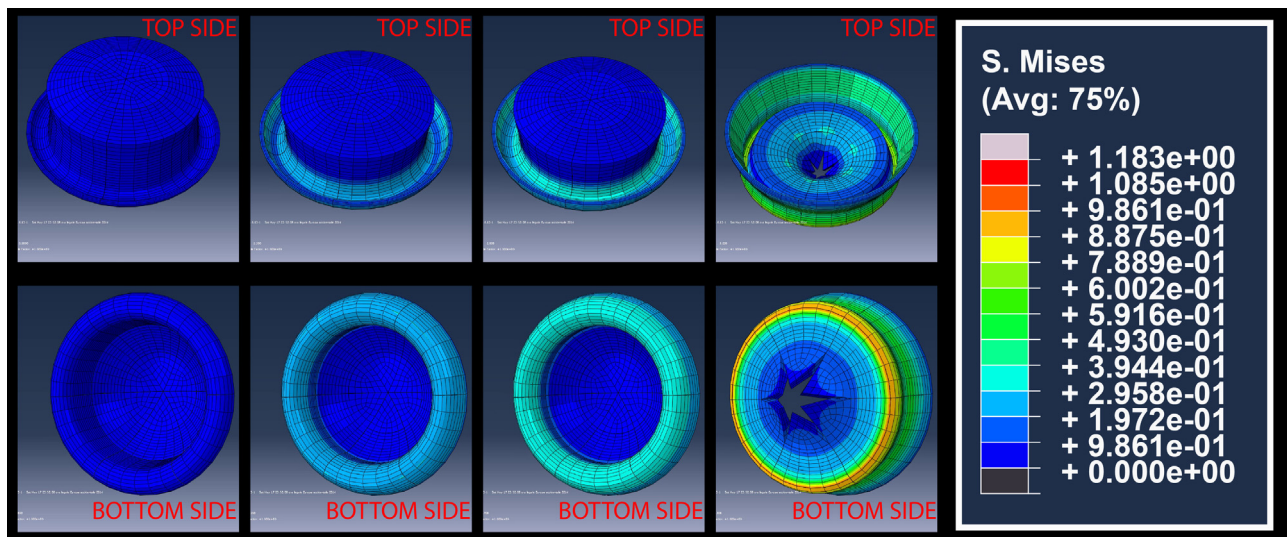 TOP SIDE
TOP SIDE
TOP SIDE
TOP SIDE
BOTTOM SIDE
BOTTOM SIDE
BOTTOM SIDE
BOTTOM SIDE
S. Mises
(Avg: 75%)
+ 1.183e+00
+ 1.085e+00
+ 9.861e-01
+ 8.875e-01
+ 7.889e-01
+ 6.002e-01
+ 5.916e-01
+ 4.930e-01
+ 3.944e-01
+ 2.958e-01
+ 1.972e-01
+ 9.861e-01
+ 0.000e+00